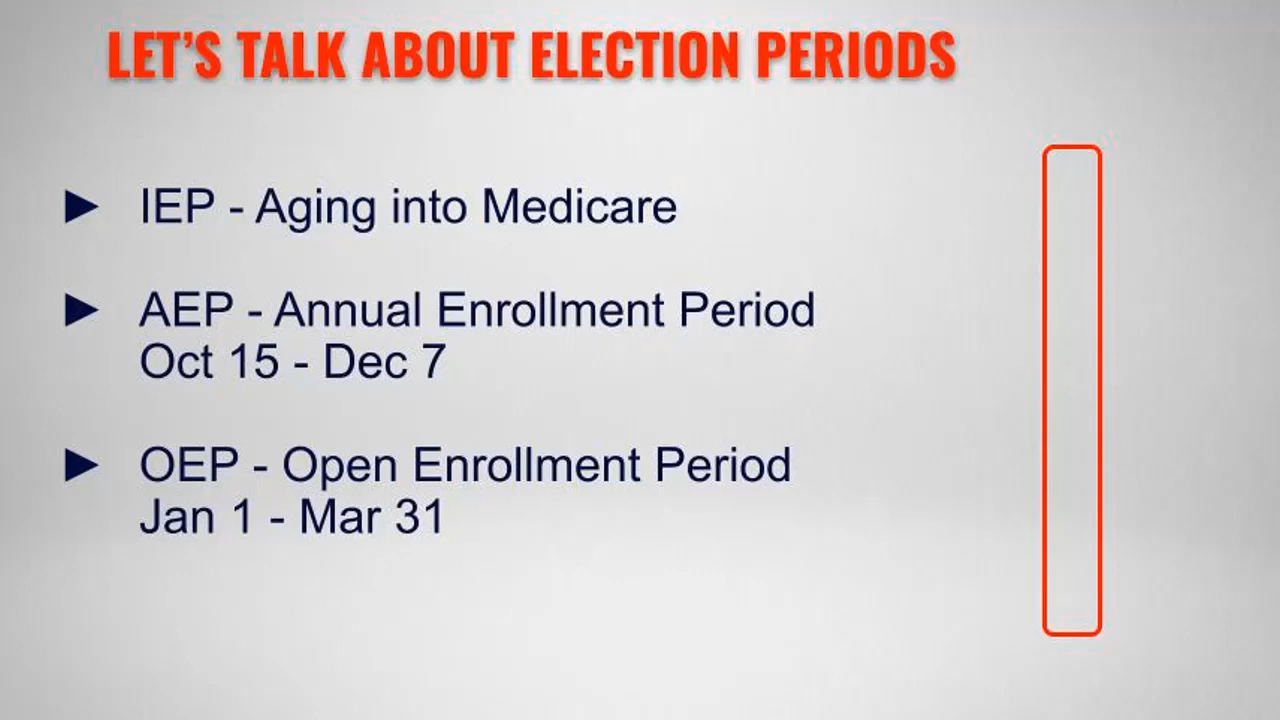 LET’S TALK ABOUT ELECTION PERIODS
► IEP - Aging into Medicare
► AEP - Annual Enrollment Period
Oct 15 - Dec 7
► OEP - Open Enrollment Period
Jan 1 - Mar 31